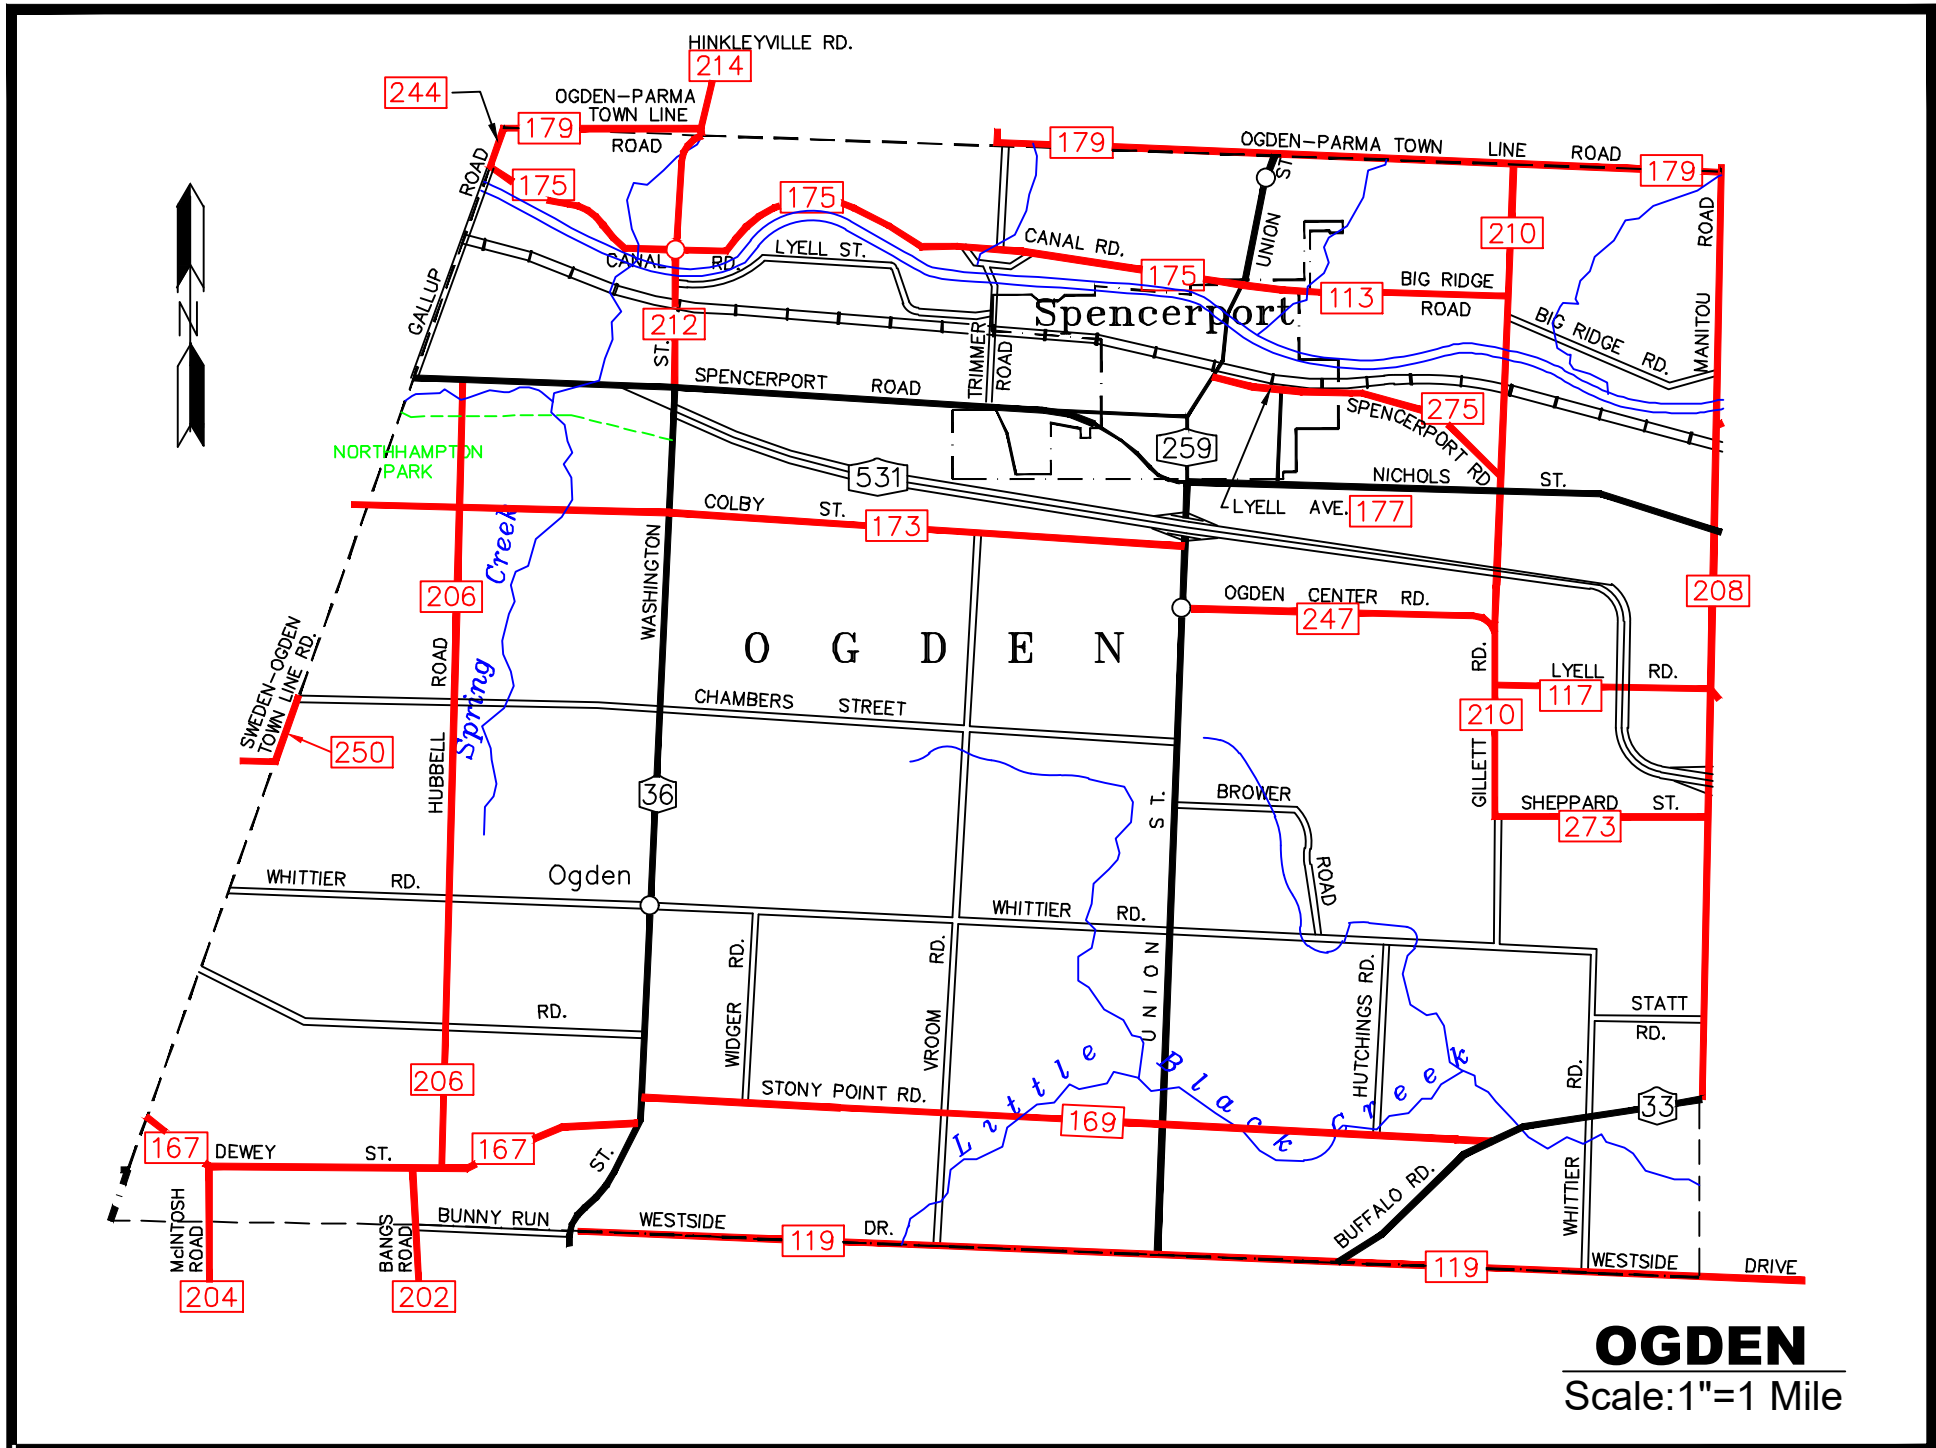 HINKLEYVILLE RD.
214
244
OGDEN-PARMA
TOWN LINE
179
ROAD
179
OGDEN-PARMA TOWN LINE ROAD
179
ROAD
175
175
ST.
UNION
210
ROAD
CANAL RD.
LYELL ST.
CANAL RD.
175
BIG RIDGE
113
ROAD
GALLUP
N
212
ST.
Spencerport
TRIMMER
ROAD
BIG RIDGE RD.
MANITOU
SPENCERPORT ROAD
SPENCERPORT RD
275
NORTHHAMPTON
PARK
259
531
NICHOLS ST.
COLBY ST.
173
LYELL AVE.
177
Spring Creek
WASHINGTON
206
208
OGDEN CENTER RD.
247
SWEDEN-OGDEN
TOWN LINE RD.
ROAD
OGDEN
RD.
LYELL RD.
117
CHAMBERS STREET
210
250
HUBBELL
36
GILLETT
BROWER
ROAD
ST.
SHEPPARD ST.
273
WHITTIER RD.
Ogden
WHITTIER RD.
RD.
RD.
UNION
HUTCHINGS RD.
STATT
RD.
RD.
WIDGER
VROOM
Little Black Creek
RD.
206
STONY POINT RD.
169
33
167
DEWEY ST.
167
ST.
BUFFALO RD.
WHITTIER
McINTOSH
ROAD
BANGS
ROAD
BUNNY RUN
WESTSIDE DR.
119
119
WESTSIDE DRIVE
204
202
OGDEN
Scale:1"=1 Mile